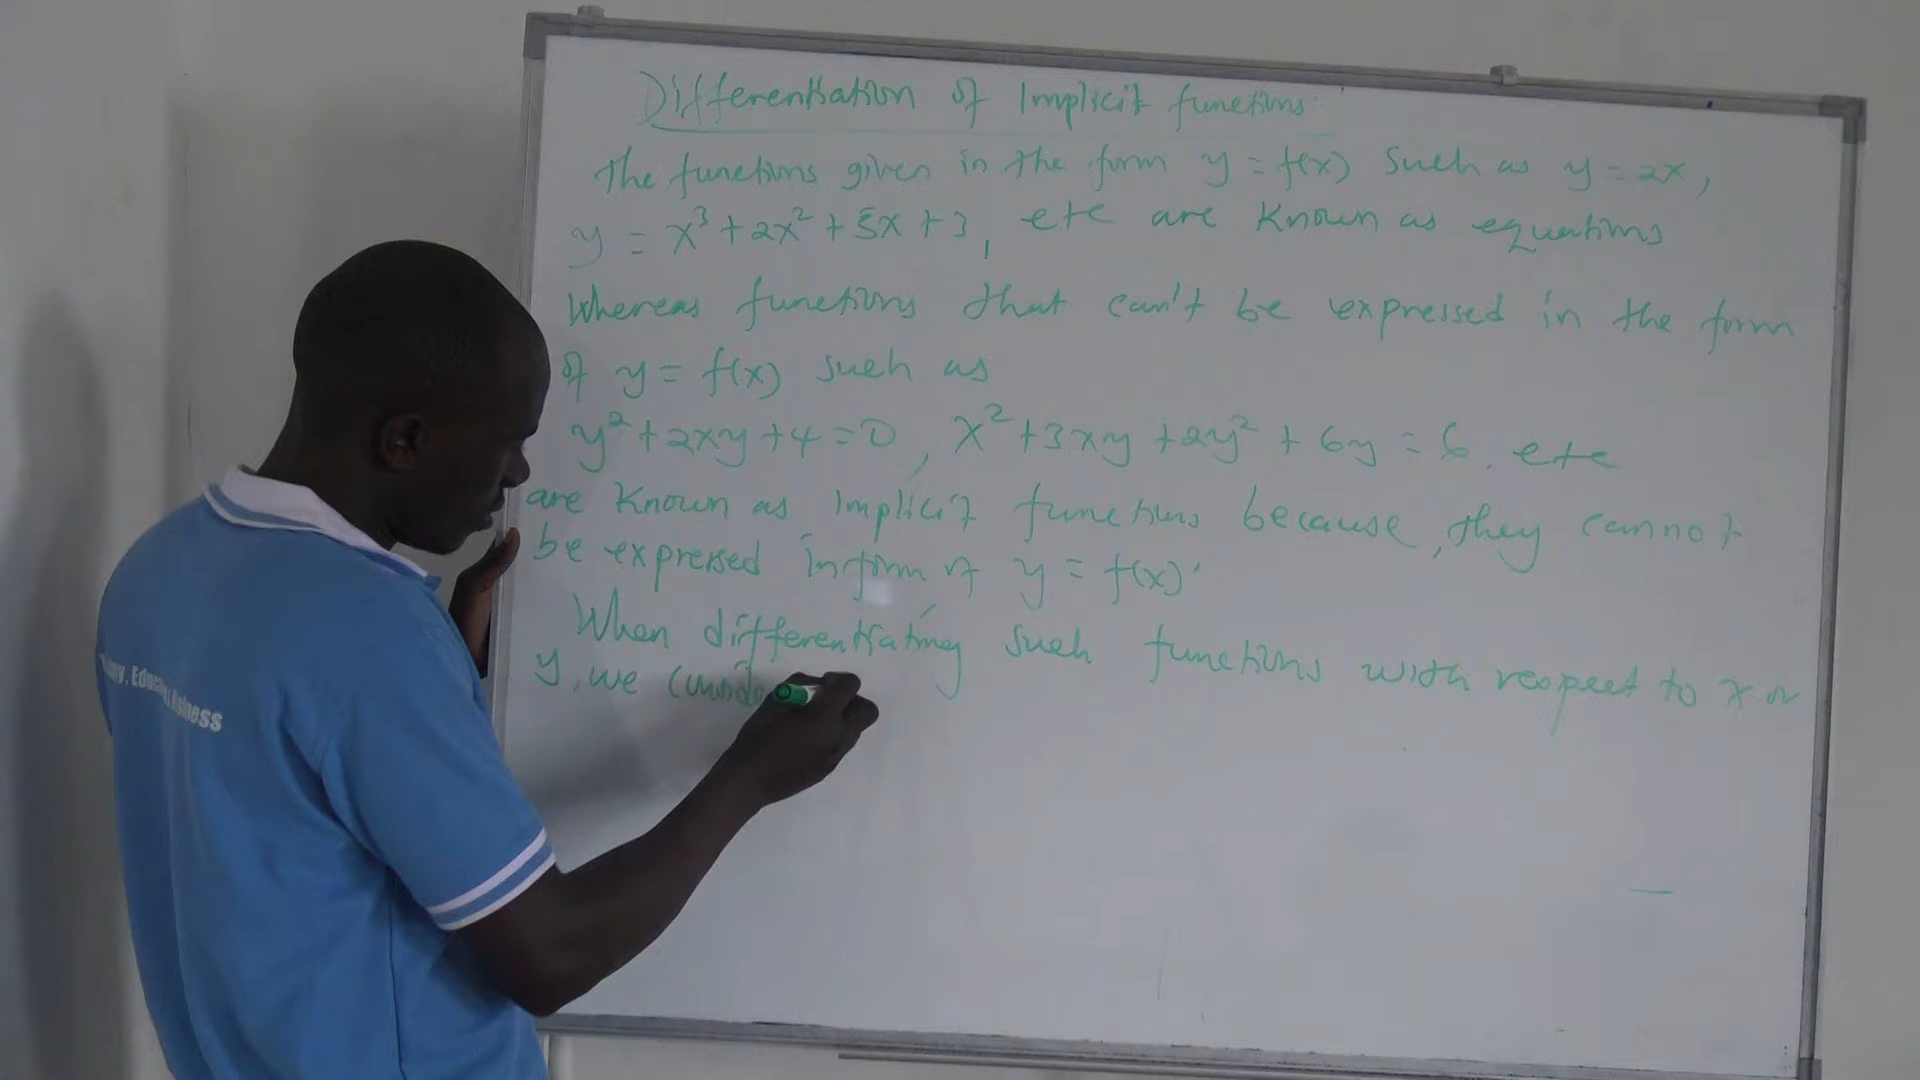 Differentiation of Implicit functions
The functions given in the form y = f(x) Such as y = 2x,
y = x³ + 2x² + 5x + 3, etc are Known as equations
Whereas functions that can't be expressed in the form
of y = f(x) such as
y² + 2xy + 4 = 0, x² + 3xy + 2y² + 6y = 6. etc
are Known as Implicit functions because, they cannot
be expressed in form of y = f(x).
When differentiating such functions with respect to x or
y, we
Education, Business